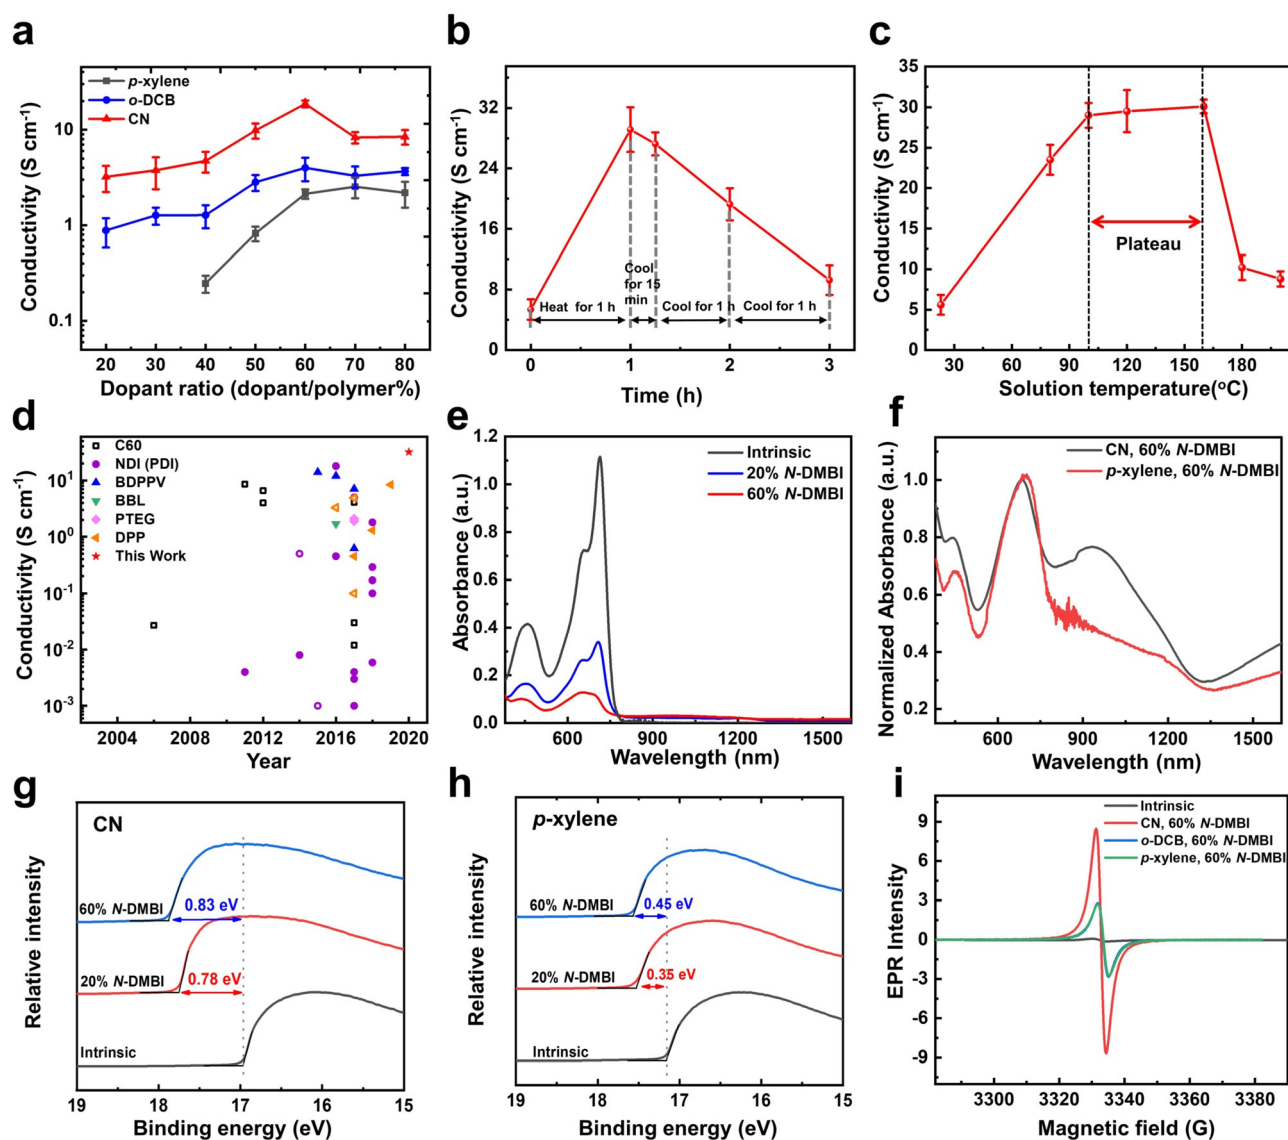 a
Conductivity (S cm⁻¹)
10
1
0.1
p-xylene
o-DCB
CN
20 30 40 50 60 70 80
Dopant ratio (dopant/polymer%)
b
Conductivity (S cm⁻¹)
32
24
16
8
0
Cool
for 15
min
Heat for 1 h
Cool for 1 h
Cool for 1 h
0 1 2 3
Time (h)
c
Conductivity (S cm⁻¹)
35
30
25
20
15
10
5
0
Plateau
30 60 90 120 150 180
Solution temperature(°C)
d
Conductivity (S cm⁻¹)
10¹
10⁰
10⁻¹
10⁻²
10⁻³
C60
NDI (PDI)
BDPPV
BBL
PTEG
DPP
This Work
2004 2008 2012 2016 2020
Year
e
Absorbance (a.u.)
1.2
1.0
0.8
0.6
0.4
0.2
0.0
Intrinsic
20% N-DMBI
60% N-DMBI
600 900 1200 1500
Wavelength (nm)
f
Normalized Absorbance (a.u.)
1.0
0.8
0.6
0.4
0.2
CN, 60% N-DMBI
p-xylene, 60% N-DMBI
600 900 1200 1500
Wavelength (nm)
g
Relative intensity
CN
60% N-DMBI
0.83 eV
20% N-DMBI
0.78 eV
Intrinsic
19 18 17 16 15
Binding energy (eV)
h
Relative intensity
p-xylene
60% N-DMBI
0.45 eV
20% N-DMBI
0.35 eV
Intrinsic
19 18 17 16 15
Binding energy (eV)
i
EPR Intensity
9
6
3
0
-3
-6
-9
Intrinsic
CN, 60% N-DMBI
o-DCB, 60% N-DMBI
p-xylene, 60% N-DMBI
3300 3330 3360 3390
Magnetic field (G)